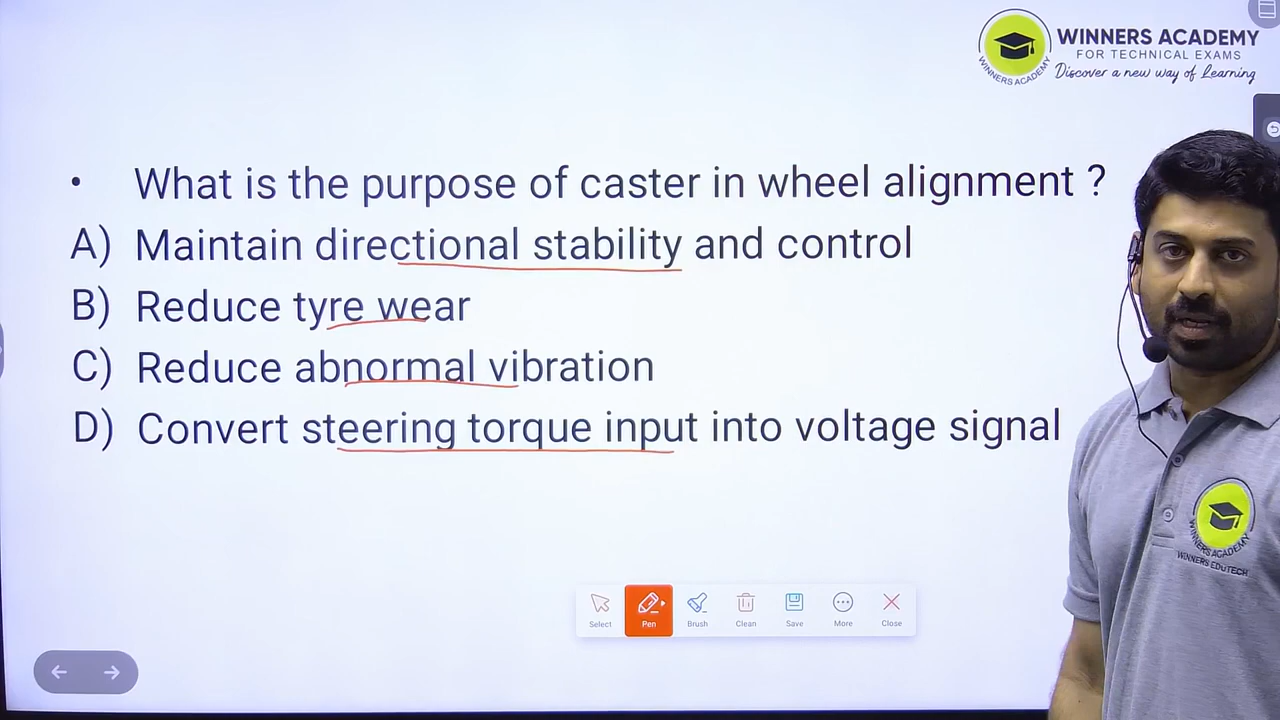 WINNERS ACADEMY
FOR TECHNICAL EXAMS
Discover a new way of Learning
WINNERS ACADEMY
• What is the purpose of caster in wheel alignment ?
A) Maintain directional stability and control
B) Reduce tyre wear
C) Reduce abnormal vibration
D) Convert steering torque input into voltage signal
WINNERS ACADEMY
WINNERS EDUTECH
Select
Pen
Brush
Clean
Save
More
Close